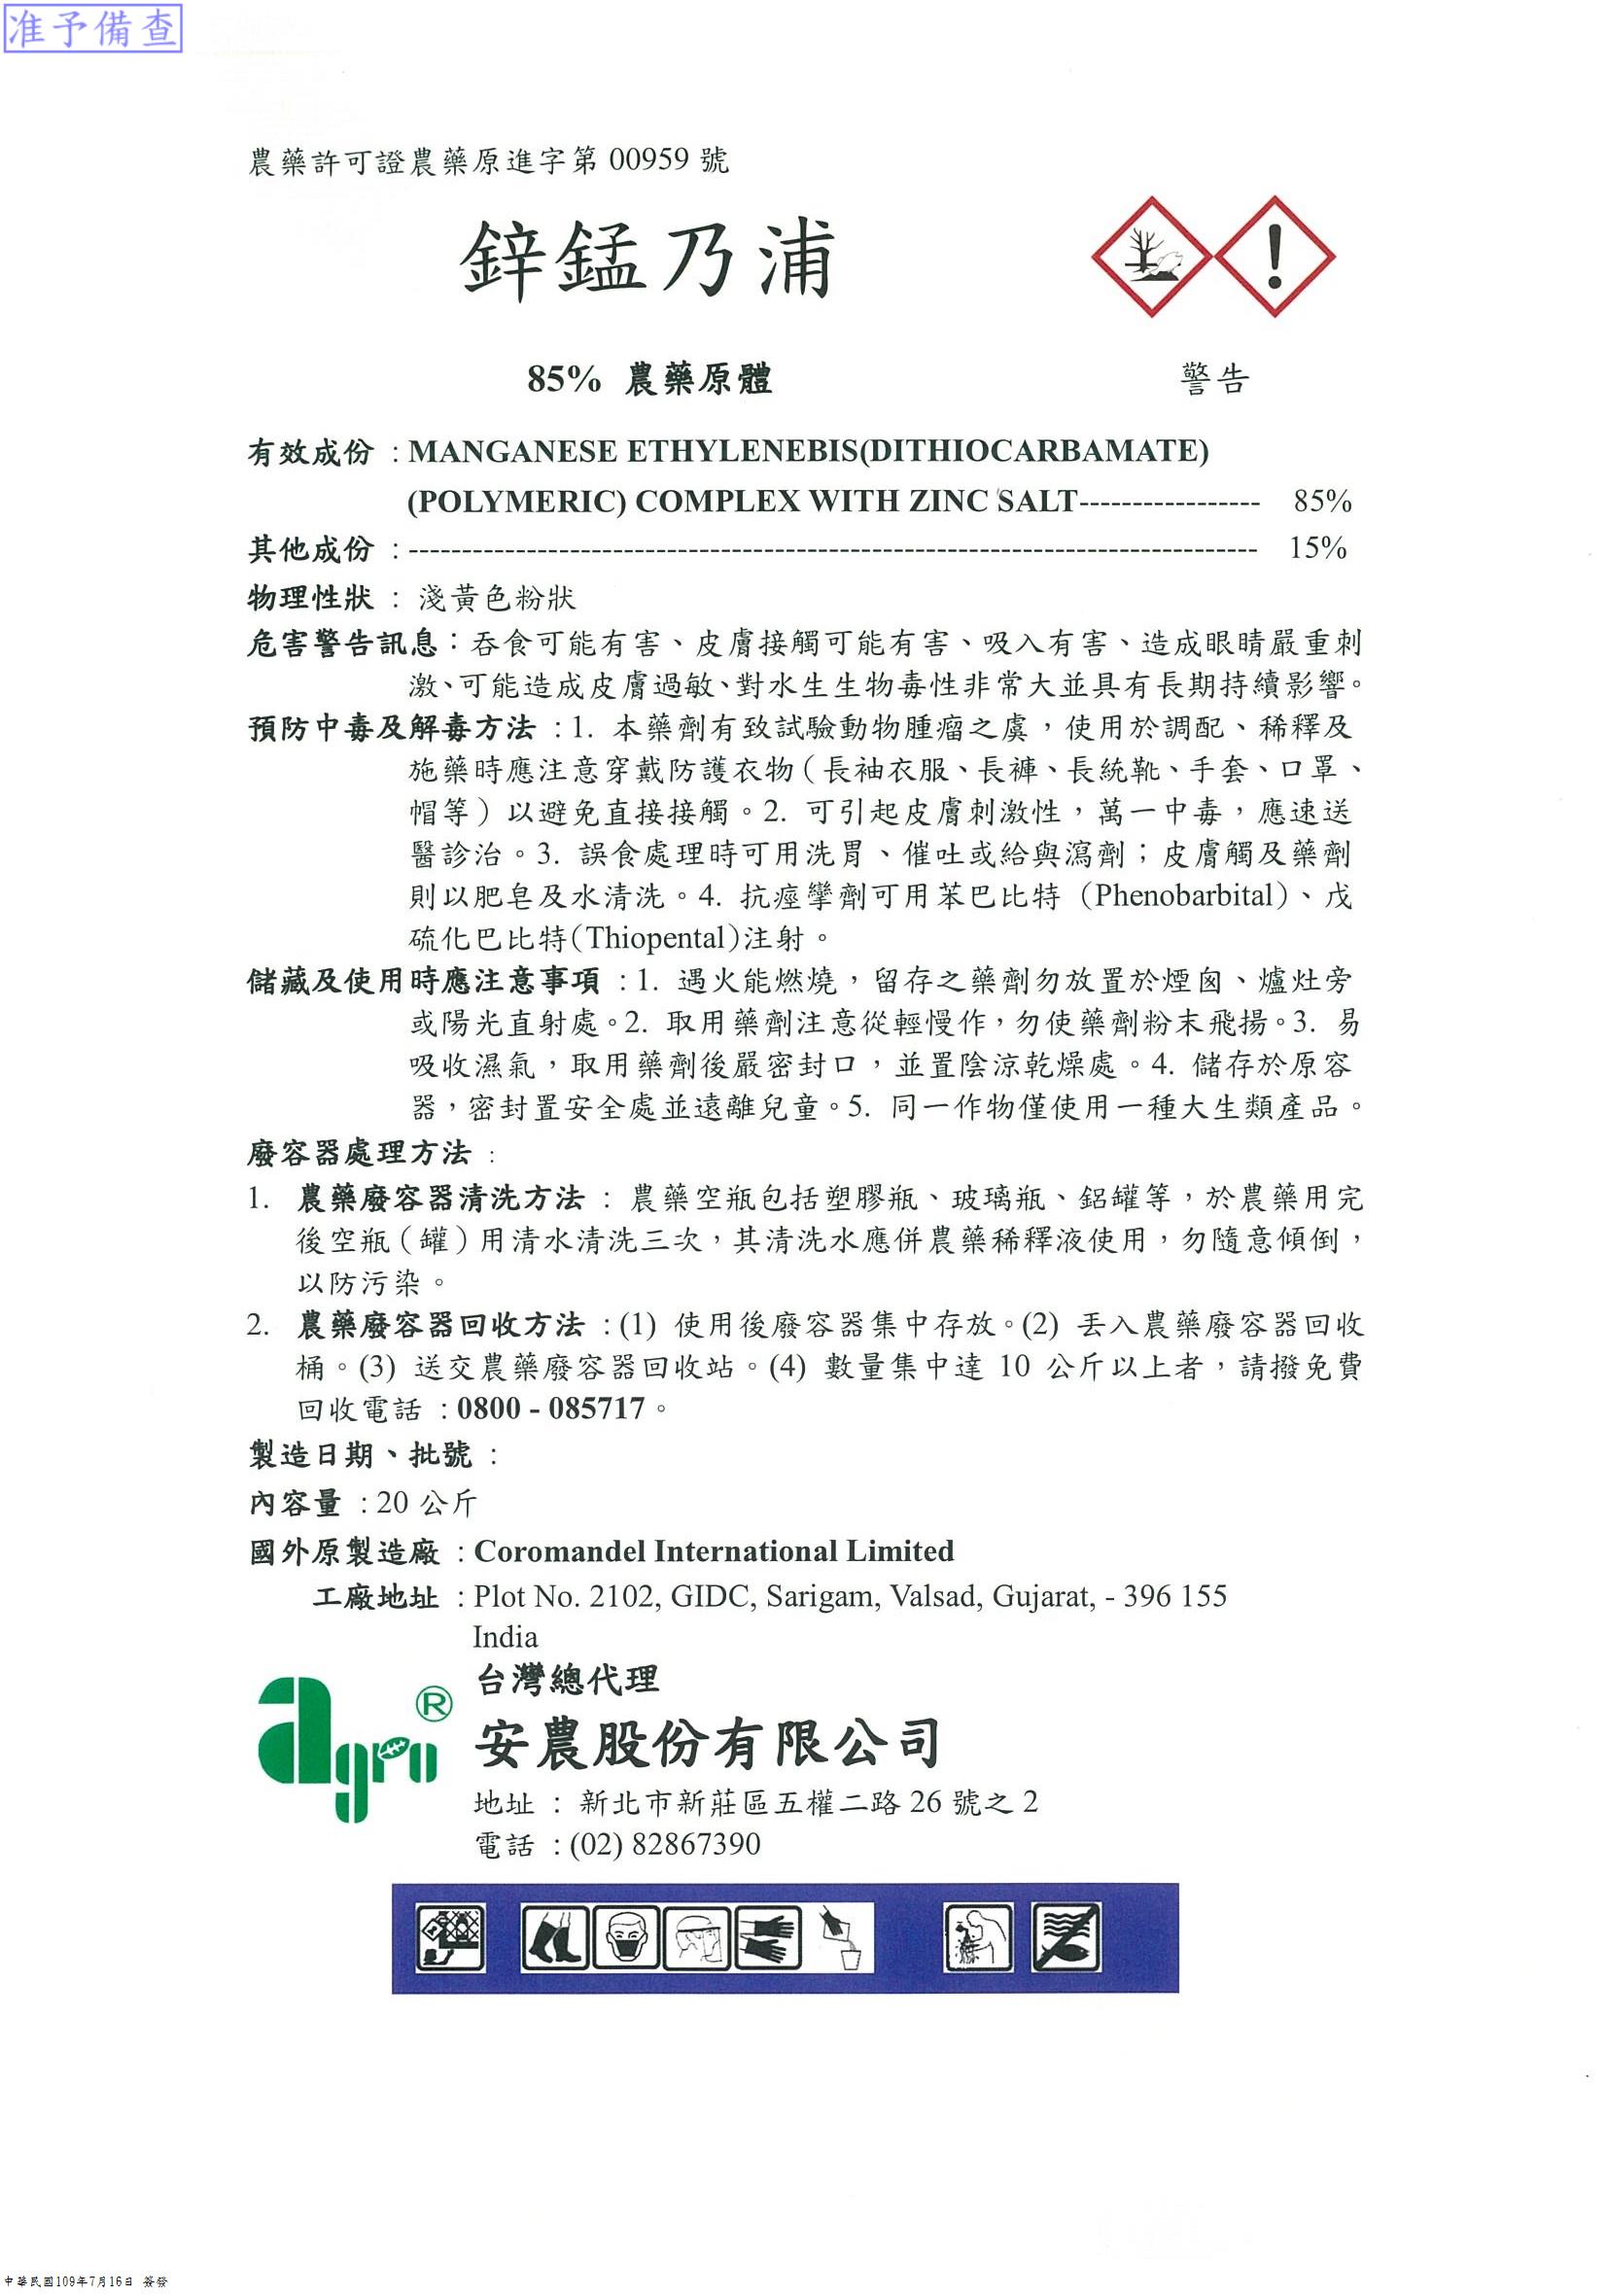 准予備查
農藥許可證農藥原進字第 00959 號
鋅錳乃浦
85% 農藥原體
警告
有效成份 : MANGANESE ETHYLENEBIS(DITHIOCARBAMATE)
(POLYMERIC) COMPLEX WITH ZINC SALT----------------- 85%
其他成份 : -------------------------------------------------------------------------------- 15%
物理性狀 : 淺黃色粉狀
危害警告訊息：吞食可能有害、皮膚接觸可能有害、吸入有害、造成眼睛嚴重刺
激、可能造成皮膚過敏、對水生生物毒性非常大並具有長期持續影響。
預防中毒及解毒方法 : 1. 本藥劑有致試驗動物腫瘤之虞，使用於調配、稀釋及
施藥時應注意穿戴防護衣物（長袖衣服、長褲、長統靴、手套、口罩、
帽等）以避免直接接觸。2. 可引起皮膚刺激性，萬一中毒，應速送
醫診治。3. 誤食處理時可用洗胃、催吐或給與瀉劑；皮膚觸及藥劑
則以肥皂及水清洗。4. 抗痙攣劑可用苯巴比特 (Phenobarbital)、戊
硫化巴比特(Thiopental)注射。
儲藏及使用時應注意事項 : 1. 遇火能燃燒，留存之藥劑勿放置於煙囪、爐灶旁
或陽光直射處。2. 取用藥劑注意從輕慢作，勿使藥劑粉末飛揚。3. 易
吸收濕氣，取用藥劑後嚴密封口，並置陰涼乾燥處。4. 儲存於原容
器，密封置安全處並遠離兒童。5. 同一作物僅使用一種大生類產品。
廢容器處理方法 :
1. 農藥廢容器清洗方法 : 農藥空瓶包括塑膠瓶、玻璃瓶、鋁罐等，於農藥用完
後空瓶（罐）用清水清洗三次，其清洗水應併農藥稀釋液使用，勿隨意傾倒，
以防污染。
2. 農藥廢容器回收方法 : (1) 使用後廢容器集中存放。(2) 丟入農藥廢容器回收
桶。(3) 送交農藥廢容器回收站。(4) 數量集中達 10 公斤以上者，請撥免費
回收電話 : 0800 - 085717。
製造日期、批號 :
內容量 : 20 公斤
國外原製造廠 : Coromandel International Limited
工廠地址 : Plot No. 2102, GIDC, Sarigam, Valsad, Gujarat, - 396 155
India
agro®
台灣總代理
安農股份有限公司
地址 : 新北市新莊區五權二路 26 號之 2
電話 : (02) 82867390
中華民國109年7月16日 簽發